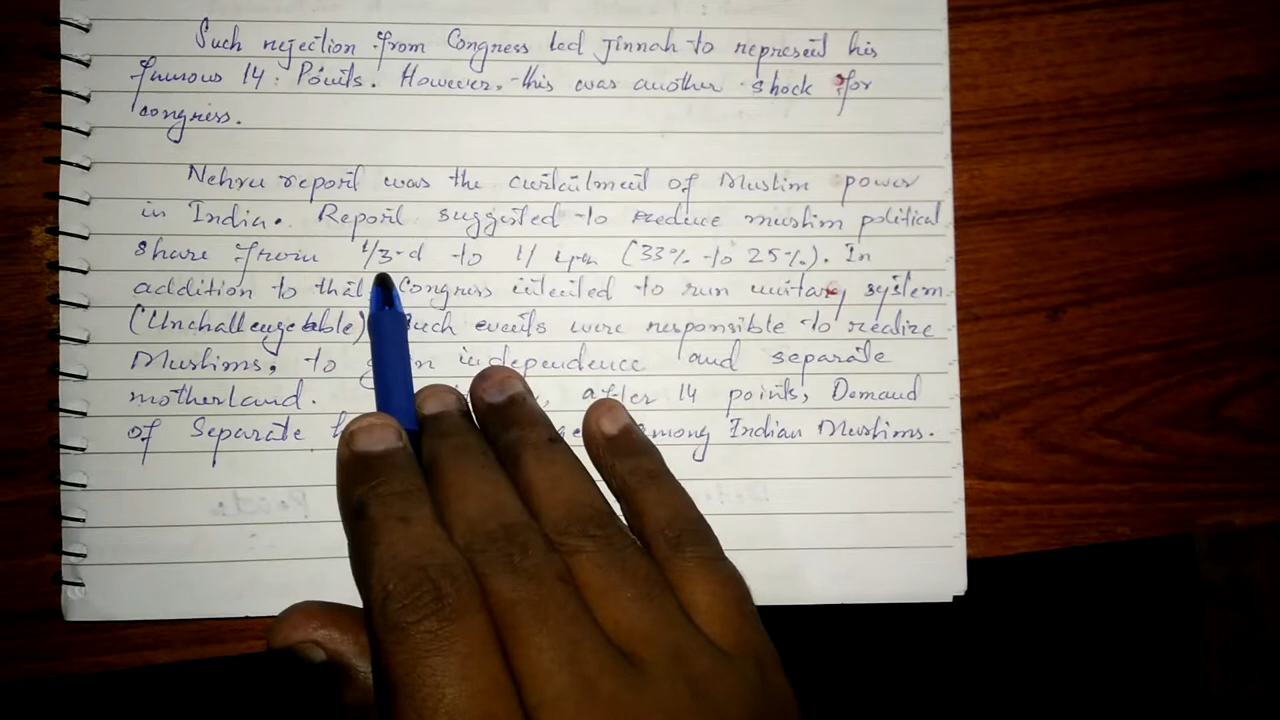 Such rejection from Congress led Jinnah to represent his
famous 14 Points. However, this was another shock for
congress.
Nehru report was the curtailment of Muslim power
in India. Report suggested to reduce muslim political
share from 1/3-d to 1/ (33% to 25%). In
addition to that Congress intented to run unitary system
(Unchallengeable) Such events were responsible to realize
Muslims, to independence and separate
motherland. after 14 points, Demand
of Separate among Indian Muslims.